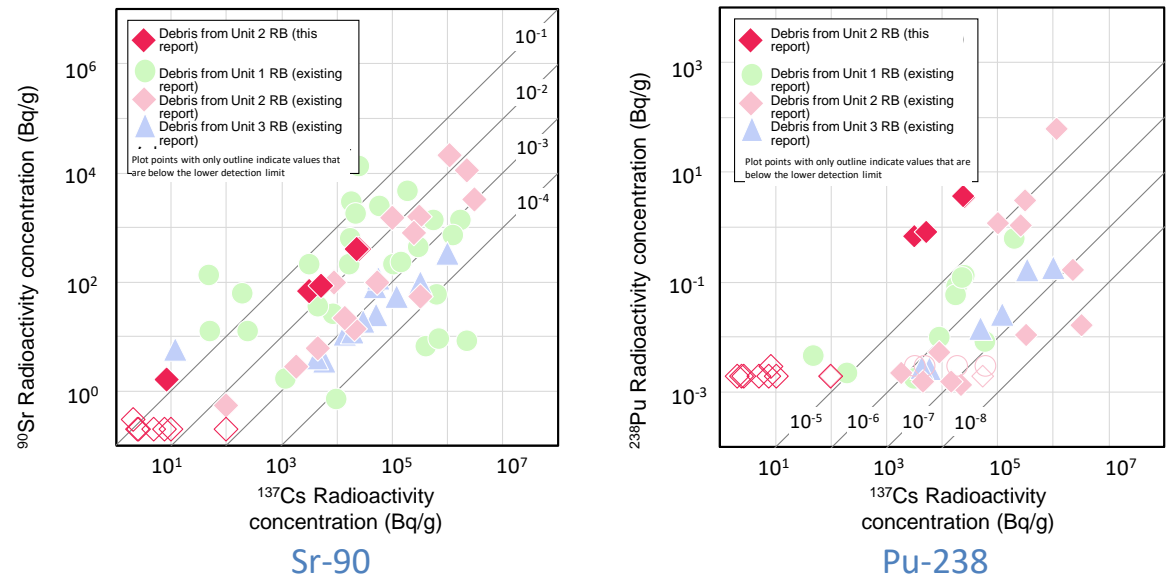 Debris from Unit 2 RB (this
report)
Debris from Unit 1 RB (existing
report)
Debris from Unit 2 RB (existing
report)
Debris from Unit 3 RB (existing
report)
Plot points with only outline indicate values that
are below the lower detection limit
10⁻¹
10⁻²
10⁻³
10⁻⁴
10⁶
10⁴
10²
10⁰
⁹⁰Sr Radioactivity concentration (Bq/g)
10¹
10³
10⁵
10⁷
¹³⁷Cs Radioactivity
concentration (Bq/g)
Sr-90
Debris from Unit 2 RB (this
report)
Debris from Unit 1 RB (existing
report)
Debris from Unit 2 RB (existing
report)
Debris from Unit 3 RB (existing
report)
Plot points with only outline indicate values that are
below the lower detection limit
10³
10¹
10⁻¹
10⁻³
²³⁸Pu Radioactivity concentration (Bq/g)
10⁻⁵
10⁻⁶
10⁻⁷
10⁻⁸
10¹
10³
10⁵
10⁷
¹³⁷Cs Radioactivity
concentration (Bq/g)
Pu-238